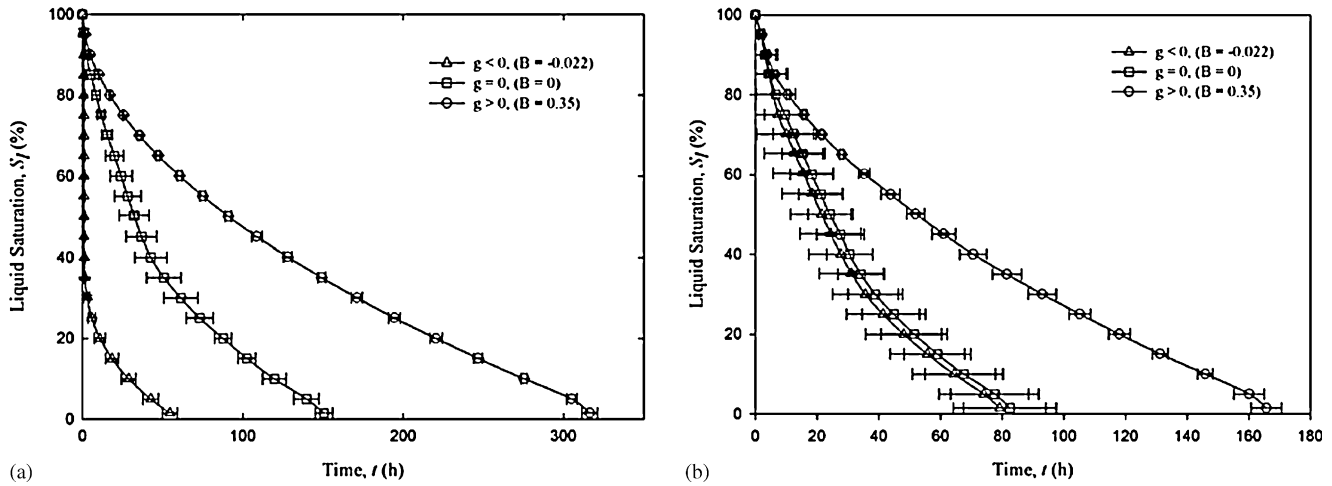 100
80
60
40
20
0
Liquid Saturation, S_l (%)
g < 0, (B = -0.022)
g = 0, (B = 0)
g > 0, (B = 0.35)
0 100 200 300
Time, t (h)
(a)
100
80
60
40
20
0
Liquid Saturation, S_l (%)
g < 0, (B = -0.022)
g = 0, (B = 0)
g > 0, (B = 0.35)
0 20 40 60 80 100 120 140 160 180
Time, t (h)
(b)